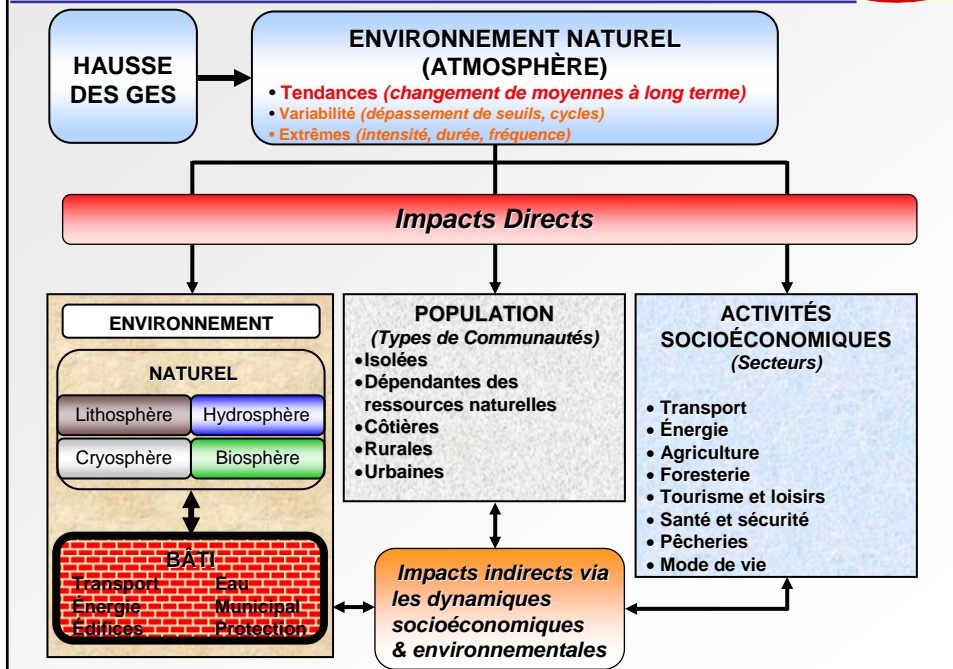 HAUSSE
DES GES
ENVIRONNEMENT NATUREL
(ATMOSPHÈRE)
• Tendances (changement de moyennes à long terme)
• Variabilité (dépassement de seuils, cycles)
• Extrêmes (intensité, durée, fréquence)
Impacts Directs
ENVIRONNEMENT
NATUREL
Lithosphère Hydrosphère
Cryosphère Biosphère
BÂTI
Transport Eau
Énergie Municipal
Édifices Protection
POPULATION
(Types de Communautés)
•Isolées
•Dépendantes des
ressources naturelles
•Côtières
•Rurales
•Urbaines
Impacts indirects via
les dynamiques
socioéconomiques
& environnementales
ACTIVITÉS
SOCIOÉCONOMIQUES
(Secteurs)
• Transport
• Énergie
• Agriculture
• Foresterie
• Tourisme et loisirs
• Santé et sécurité
• Pêcheries
• Mode de vie